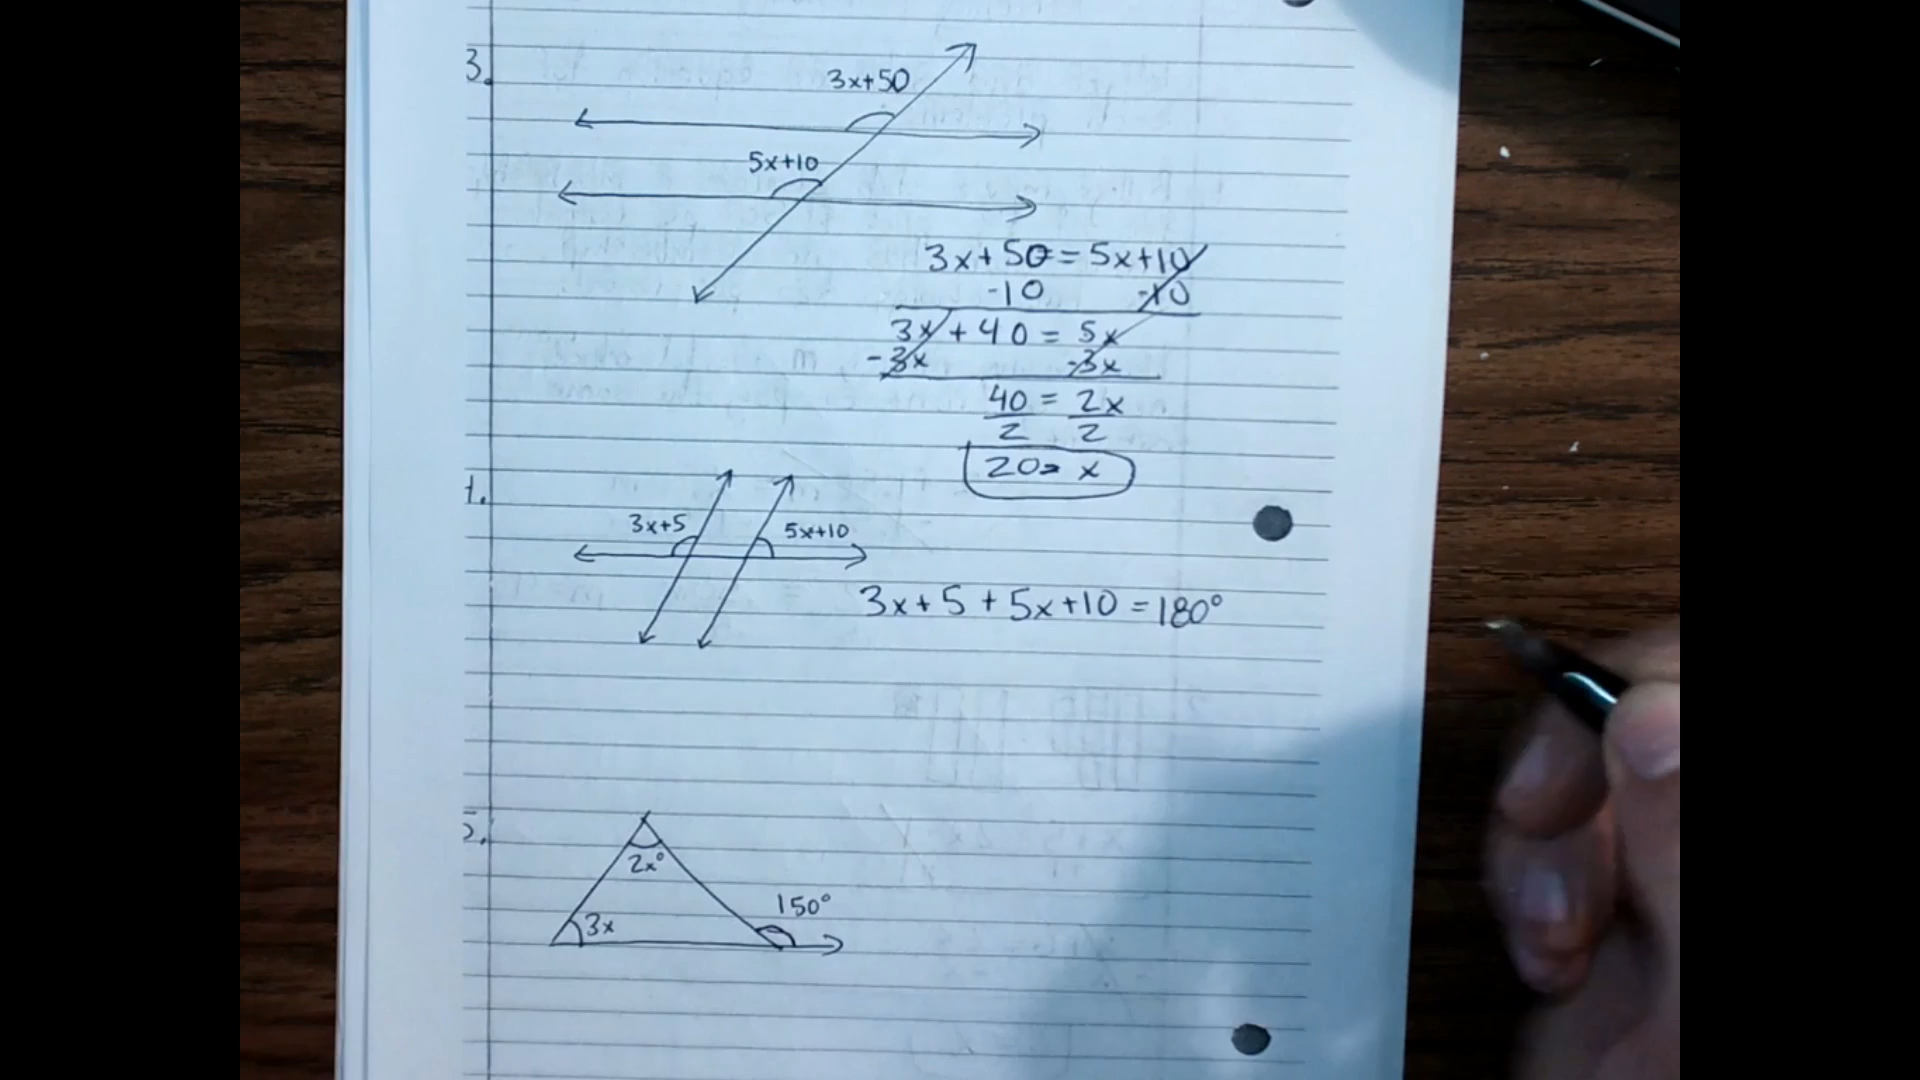 3.
3x+50
5x+10
3x+50=5x+10
-10 -10
3x+40=5x
-3x -3x
40=2x
2 2
20=x
3x+5
5x+10
3x+5+5x+10=180°
2x°
3x
150°